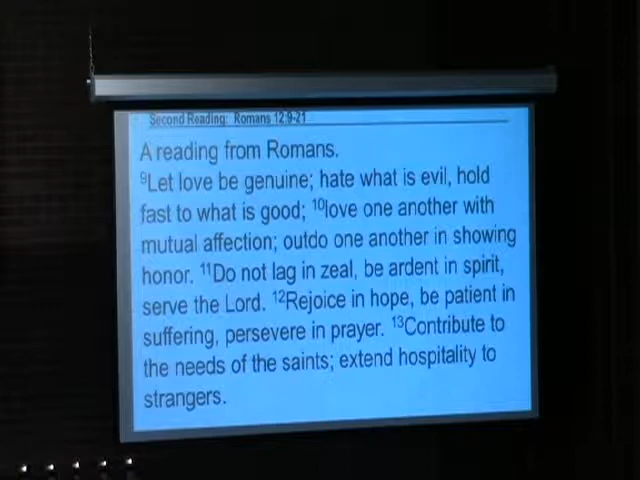 Second Reading: Romans 12.9-21
A reading from Romans.
⁹Let love be genuine; hate what is evil, hold
fast to what is good; ¹⁰love one another with
mutual affection; outdo one another in showing
honor. ¹¹Do not lag in zeal, be ardent in spirit,
serve the Lord. ¹²Rejoice in hope, be patient in
suffering, persevere in prayer. ¹³Contribute to
the needs of the saints; extend hospitality to
strangers.